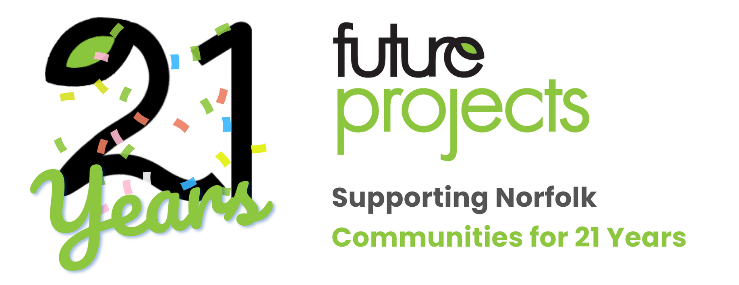 21
Years
future
projects
Supporting Norfolk
Communities for 21 Years